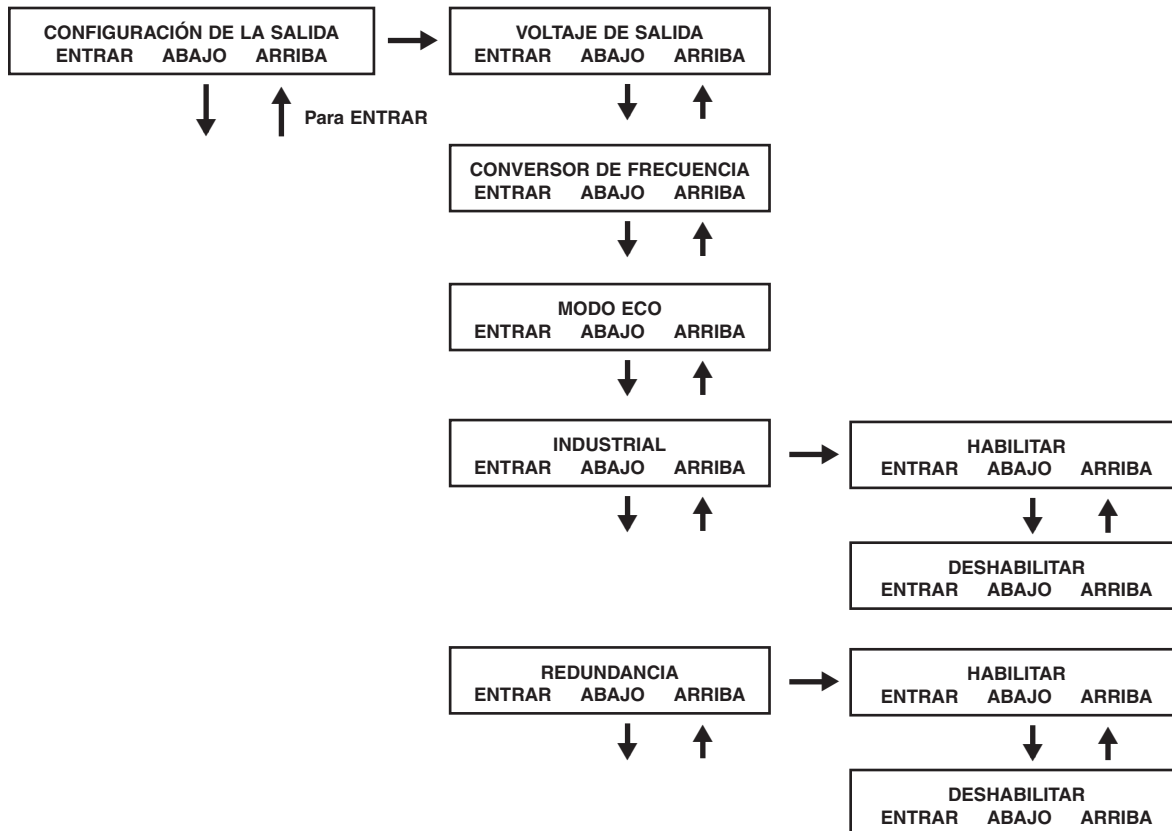 CONFIGURACIÓN DE LA SALIDA
ENTRAR ABAJO ARRIBA
Para ENTRAR
VOLTAJE DE SALIDA
ENTRAR ABAJO ARRIBA
CONVERSOR DE FRECUENCIA
ENTRAR ABAJO ARRIBA
MODO ECO
ENTRAR ABAJO ARRIBA
INDUSTRIAL
ENTRAR ABAJO ARRIBA
HABILITAR
ENTRAR ABAJO ARRIBA
DESHABILITAR
ENTRAR ABAJO ARRIBA
REDUNDANCIA
ENTRAR ABAJO ARRIBA
HABILITAR
ENTRAR ABAJO ARRIBA
DESHABILITAR
ENTRAR ABAJO ARRIBA